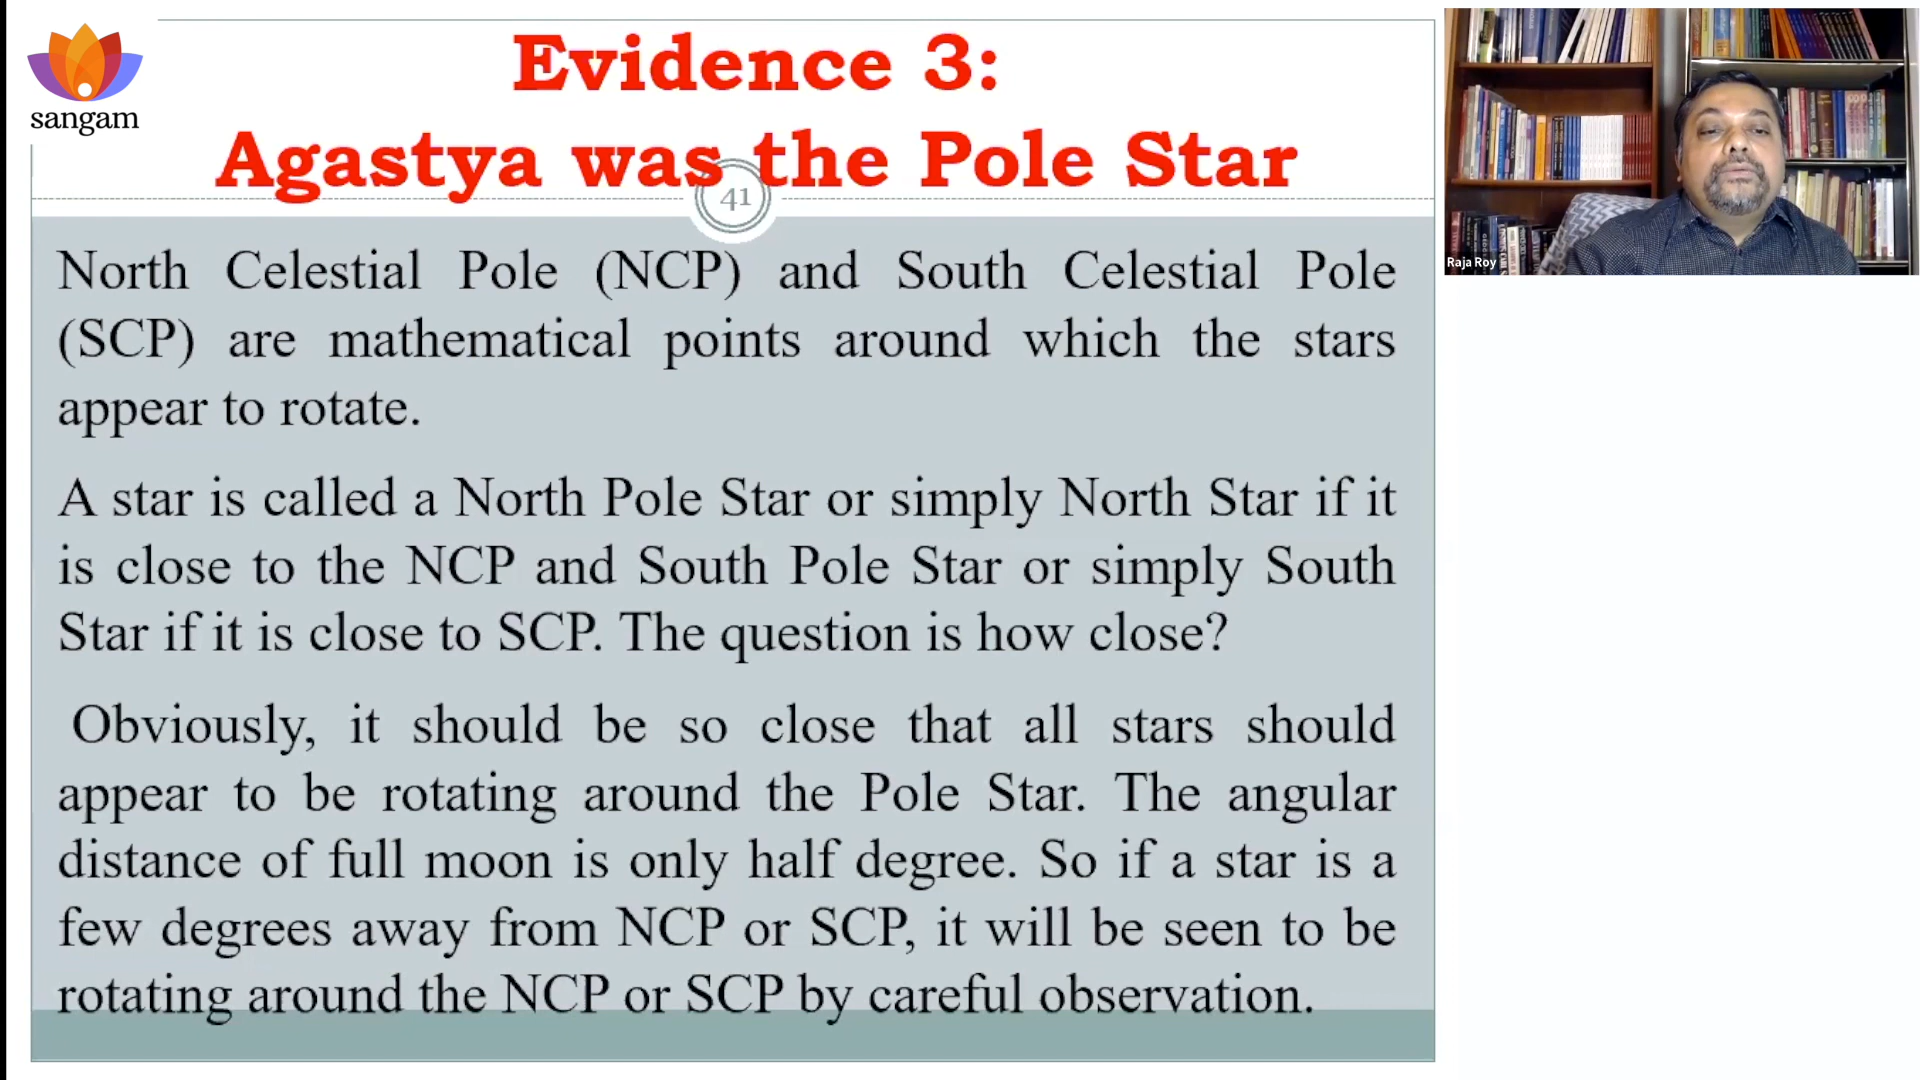 sangam
Evidence 3:
Agastya was the Pole Star
41
North Celestial Pole (NCP) and South Celestial Pole
(SCP) are mathematical points around which the stars
appear to rotate.
A star is called a North Pole Star or simply North Star if it
is close to the NCP and South Pole Star or simply South
Star if it is close to SCP. The question is how close?
Obviously, it should be so close that all stars should
appear to be rotating around the Pole Star. The angular
distance of full moon is only half degree. So if a star is a
few degrees away from NCP or SCP, it will be seen to be
rotating around the NCP or SCP by careful observation.
Raja Roy